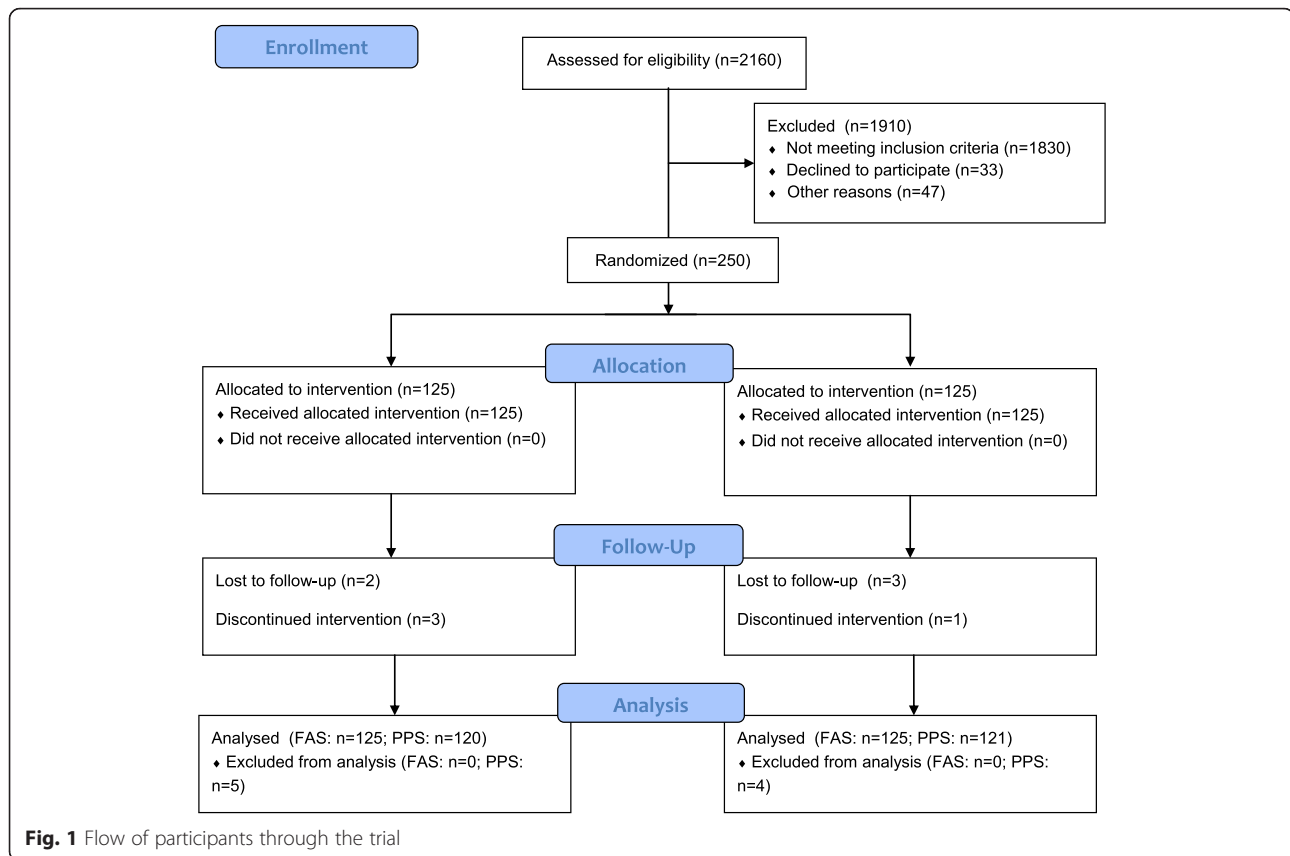 Enrollment
Assessed for eligibility (n=2160)
Excluded (n=1910)
♦ Not meeting inclusion criteria (n=1830)
♦ Declined to participate (n=33)
♦ Other reasons (n=47)
Randomized (n=250)
Allocation
Allocated to intervention (n=125)
♦ Received allocated intervention (n=125)
♦ Did not receive allocated intervention (n=0)
Allocated to intervention (n=125)
♦ Received allocated intervention (n=125)
♦ Did not receive allocated intervention (n=0)
Follow-Up
Lost to follow-up (n=2)
Discontinued intervention (n=3)
Lost to follow-up (n=3)
Discontinued intervention (n=1)
Analysis
Analysed (FAS: n=125; PPS: n=120)
♦ Excluded from analysis (FAS: n=0; PPS:
n=5)
Analysed (FAS: n=125; PPS: n=121)
♦ Excluded from analysis (FAS: n=0; PPS:
n=4)
Fig. 1 Flow of participants through the trial